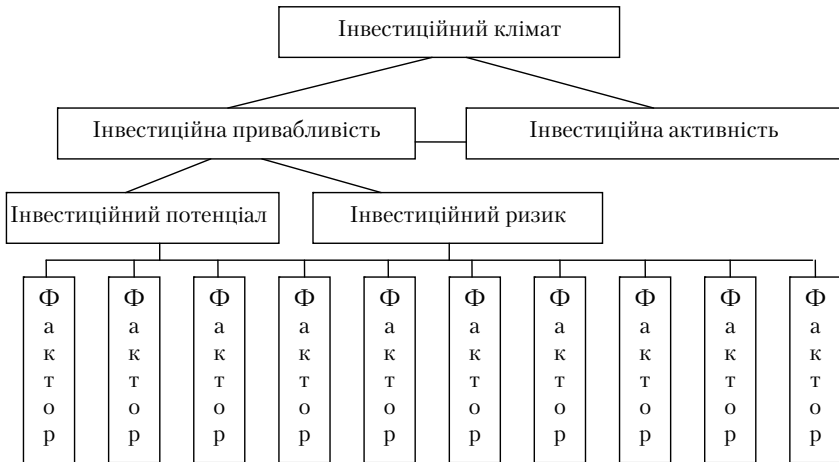 Інвестиційний клімат
Інвестиційна привабливість
Інвестиційна активність
Інвестиційний потенціал
Інвестиційний ризик
Фактор
Фактор
Фактор
Фактор
Фактор
Фактор
Фактор
Фактор
Фактор
Фактор